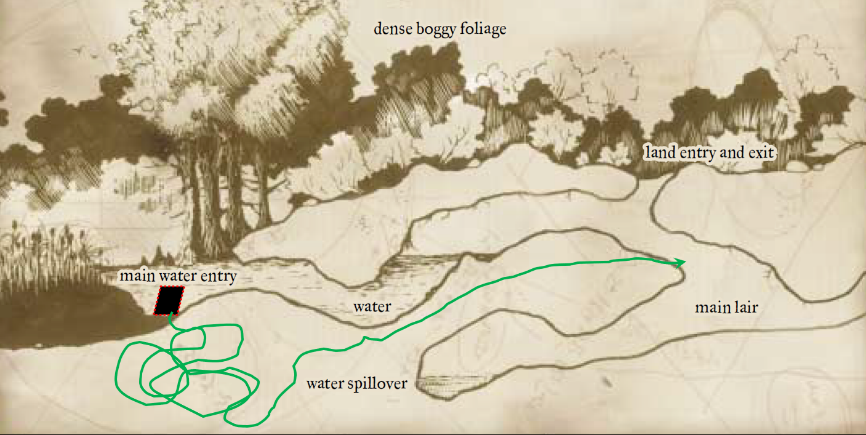 dense boggy foliage
land entry and exit
main water entry
water
main lair
water spillover